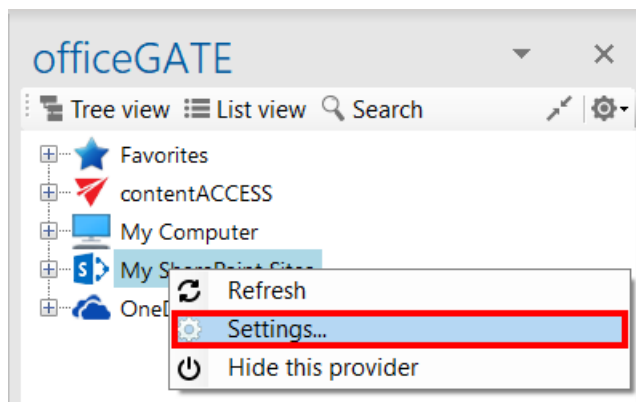 officeGATE
Tree view List view Search
Favorites
contentACCESS
My Computer
My SharePoint Sites
Refresh
Settings...
Hide this provider